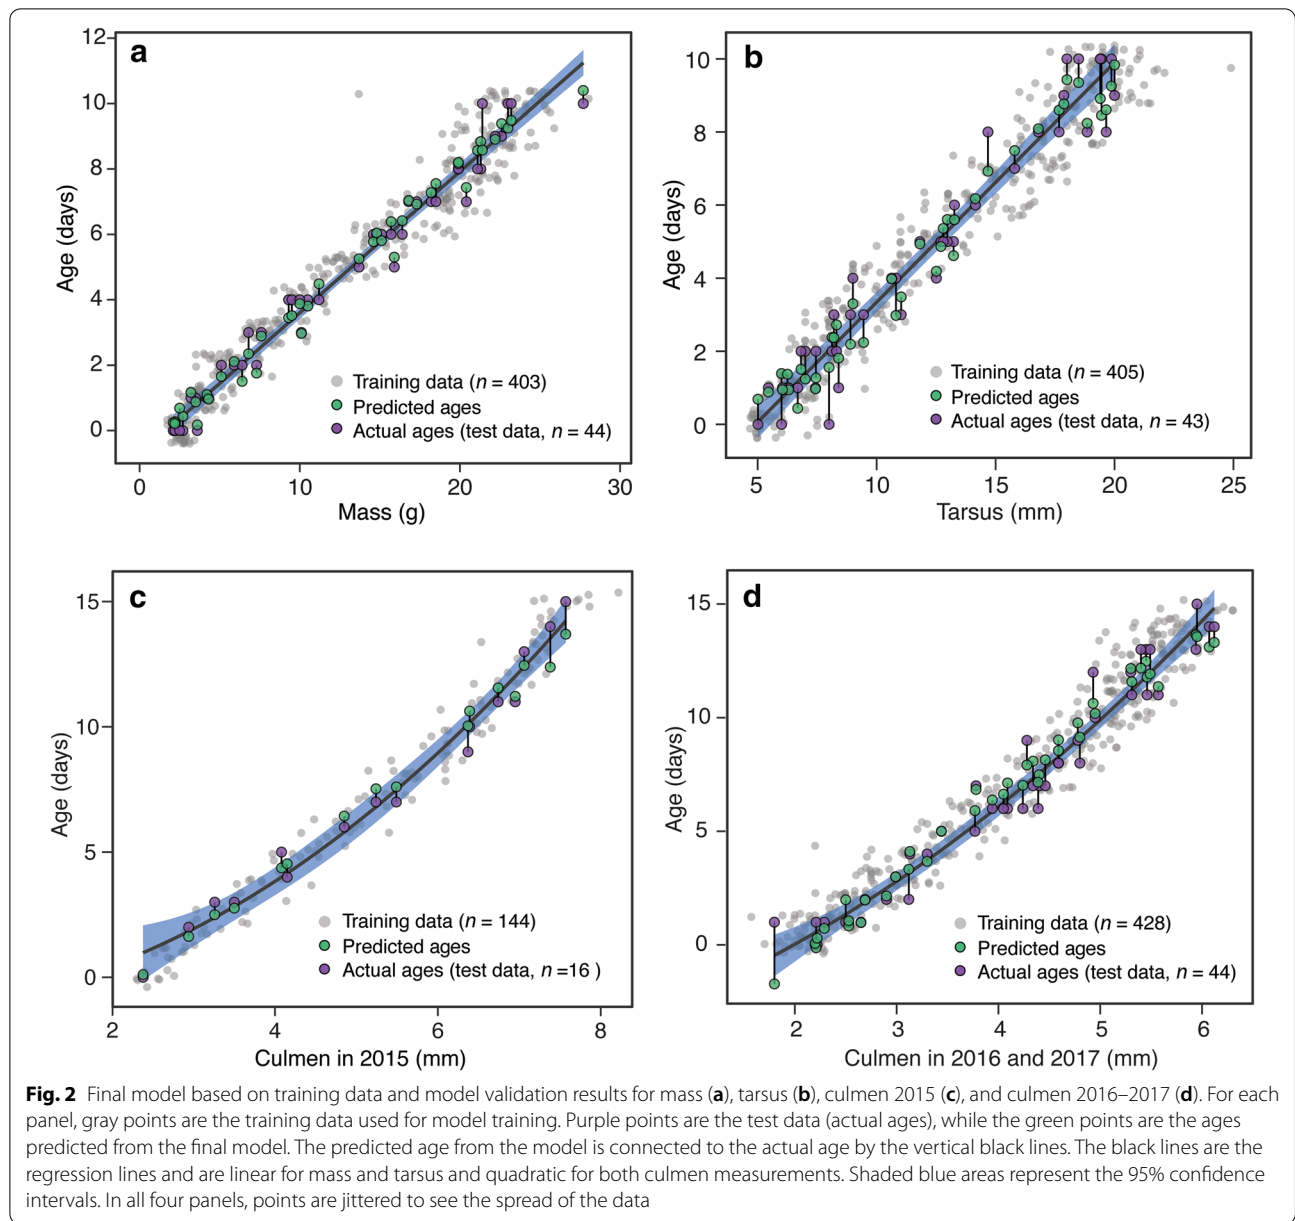 a
12
10
8
6
4
2
0
Age (days)
Training data (n = 403)
Predicted ages
Actual ages (test data, n = 44)
0 10 20 30
Mass (g)
b
10
8
6
4
2
0
Age (days)
Training data (n = 405)
Predicted ages
Actual ages (test data, n = 43)
5 10 15 20 25
Tarsus (mm)
c
15
10
5
0
Age (days)
Training data (n = 144)
Predicted ages
Actual ages (test data, n =16 )
2 4 6 8
Culmen in 2015 (mm)
d
15
10
5
0
Age (days)
Training data (n = 428)
Predicted ages
Actual ages (test data, n = 44)
2 3 4 5 6
Culmen in 2016 and 2017 (mm)
Fig. 2 Final model based on training data and model validation results for mass (a), tarsus (b), culmen 2015 (c), and culmen 2016–2017 (d). For each
panel, gray points are the training data used for model training. Purple points are the test data (actual ages), while the green points are the ages
predicted from the final model. The predicted age from the model is connected to the actual age by the vertical black lines. The black lines are the
regression lines and are linear for mass and tarsus and quadratic for both culmen measurements. Shaded blue areas represent the 95% confidence
intervals. In all four panels, points are jittered to see the spread of the data